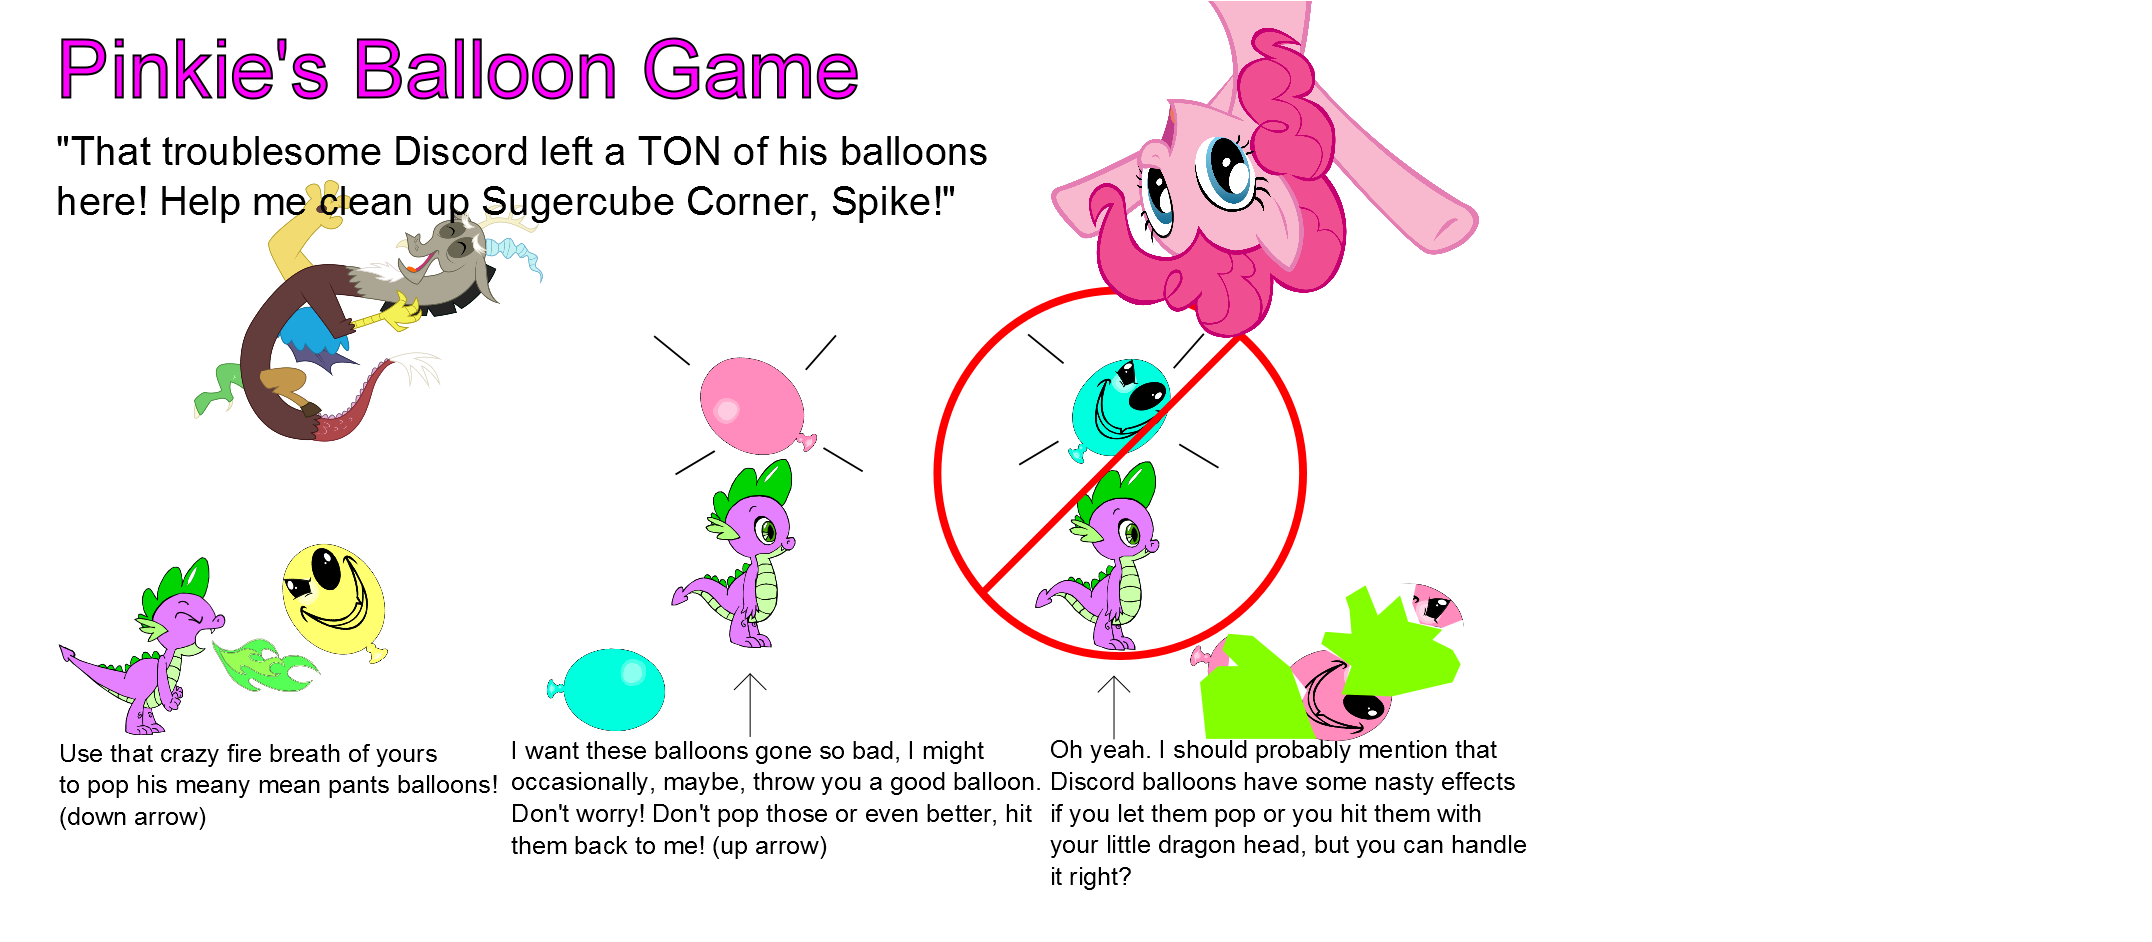 Pinkie's Balloon Game
"That troublesome Discord left a TON of his balloons
here! Help me clean up Sugercube Corner, Spike!"
Use that crazy fire breath of yours
to pop his meany mean pants balloons!
(down arrow)
I want these balloons gone so bad, I might
occasionally, maybe, throw you a good balloon.
Don't worry! Don't pop those or even better, hit
them back to me! (up arrow)
Oh yeah. I should probably mention that
Discord balloons have some nasty effects
if you let them pop or you hit them with
your little dragon head, but you can handle
it right?